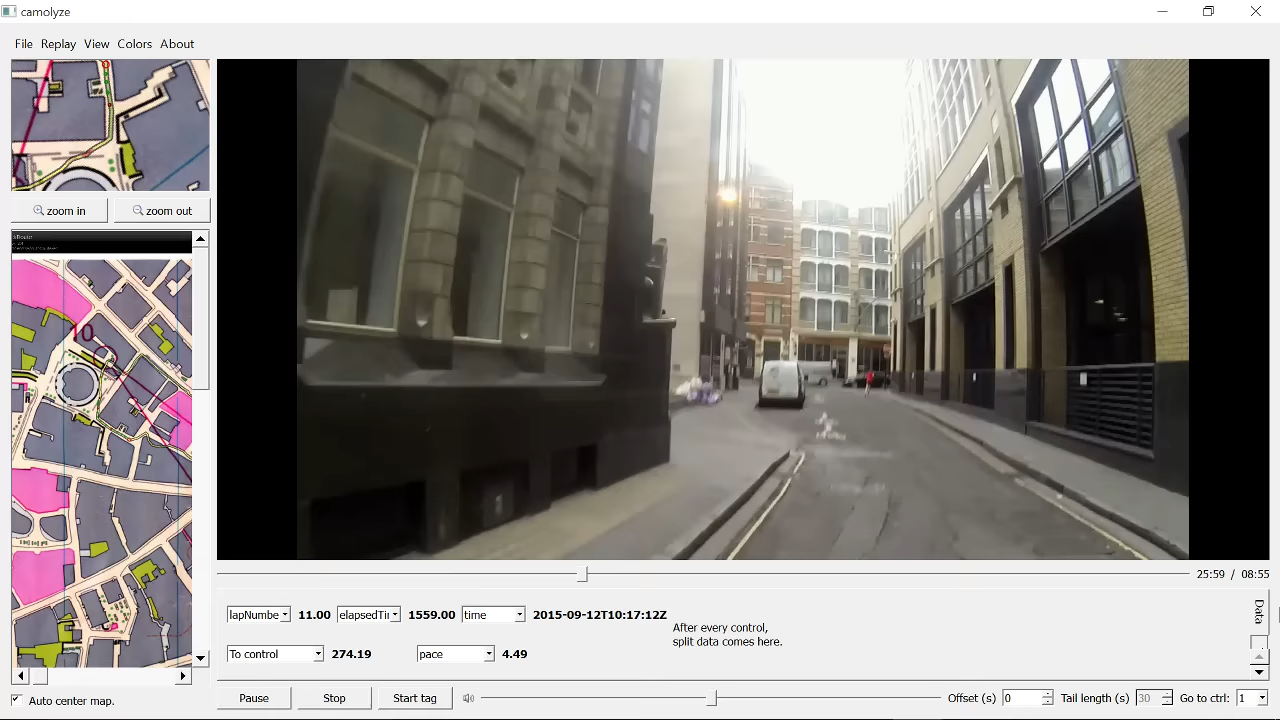 camolyze
File Replay View Colors About
zoom in
zoom out
10
25:59 / 08:55
lapNumbe 11.00 elapsedTi 1559.00 time 2015-09-12T10:17:12Z
After every control,
split data comes here.
To control 274.19 pace 4.49
Data
Auto center map.
Pause Stop Start tag Offset (s) 0 Tail length (s) 30 Go to ctrl: 1